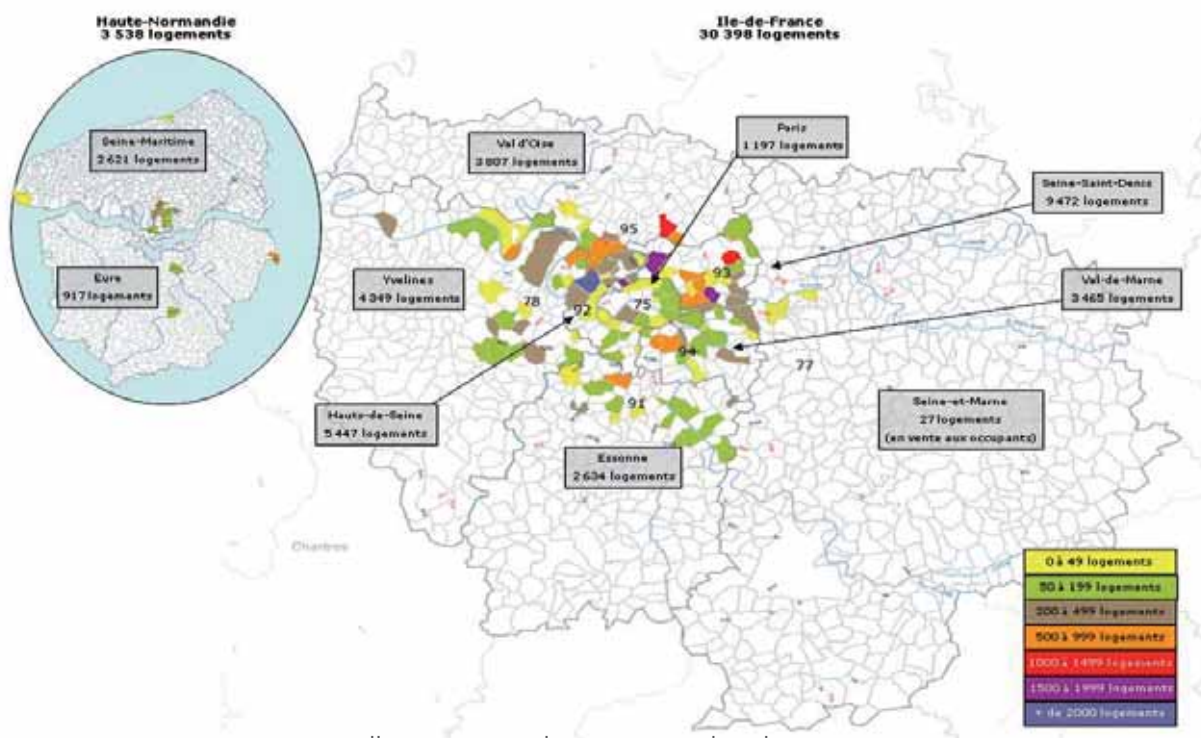 Haute-Normandie
3 538 logements
Ile-de-France
30 398 logements
Seine-Maritime
2 621 logements
Eure
917 logements
Val d'Oise
3 807 logements
Paris
1 197 logements
Seine-Saint-Denis
9 472 logements
Yvelines
4 349 logements
Val-de-Marne
3 465 logements
95
93
78
92
75
94
77
91
Hauts-de-Seine
5 447 logements
Seine-et-Marne
27 logements
(en vente aux occupants)
Essonne
2 634 logements
Chartres
0 à 49 logements
50 à 199 logements
200 à 499 logements
500 à 999 logements
1000 à 1499 logements
1500 à 1999 logements
+ de 2000 logements